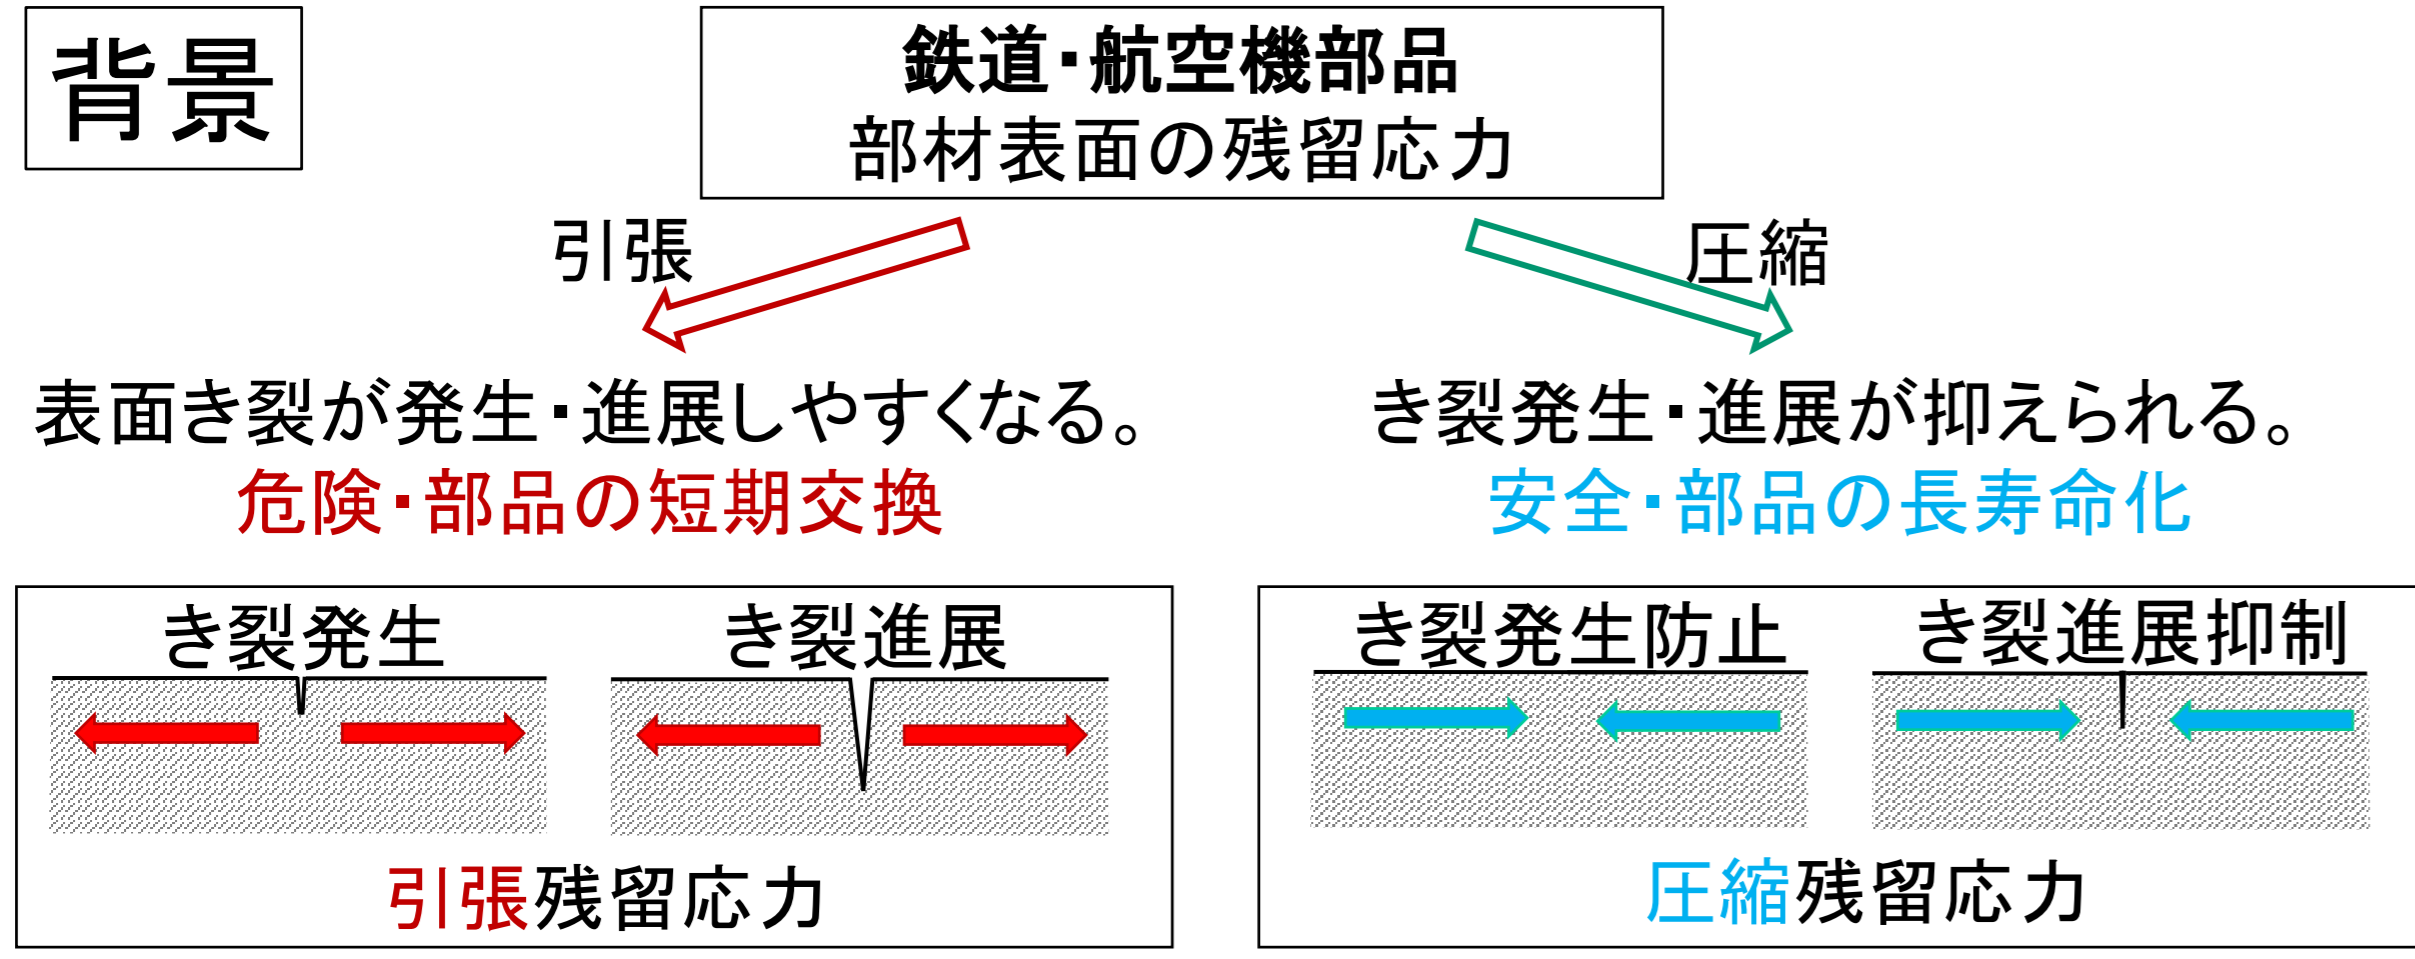 背景
鉄道・航空機部品
部材表面の残留応力
引張
圧縮
表面き裂が発生・進展しやすくなる。
危険・部品の短期交換
き裂発生・進展が抑えられる。
安全・部品の長寿命化
き裂発生
き裂進展
引張残留応力
き裂発生防止
き裂進展抑制
圧縮残留応力